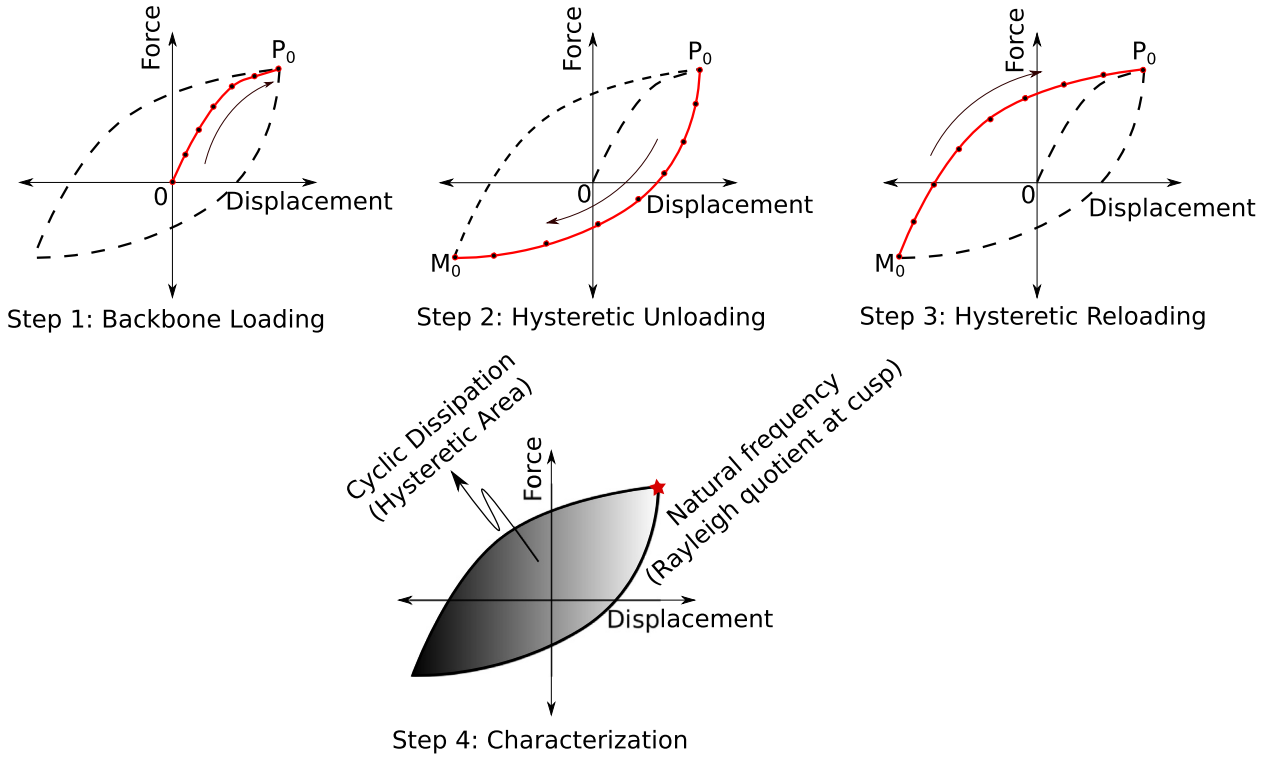 Force
P0
0
Displacement
Step 1: Backbone Loading
Force
P0
0
Displacement
M0
Step 2: Hysteretic Unloading
Force
P0
0
Displacement
M0
Step 3: Hysteretic Reloading
Cyclic Dissipation
(Hysteretic Area)
Force
Natural frequency
(Rayleigh quotient at cusp)
Displacement
Step 4: Characterization